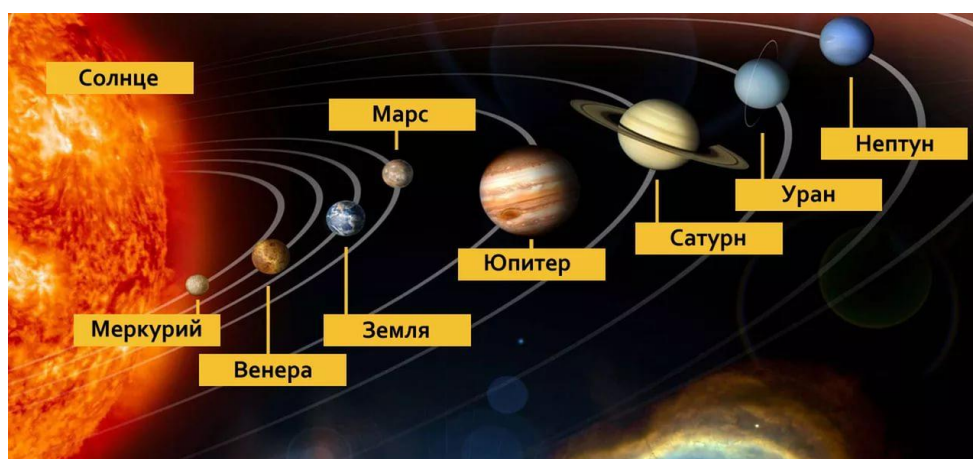 Солнце
Марс
Нептун
Уран
Сатурн
Юпитер
Меркурий
Земля
Венера